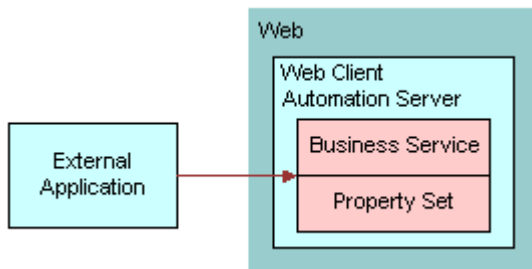 Web
Web Client
Automation Server
Business Service
Property Set
External
Application